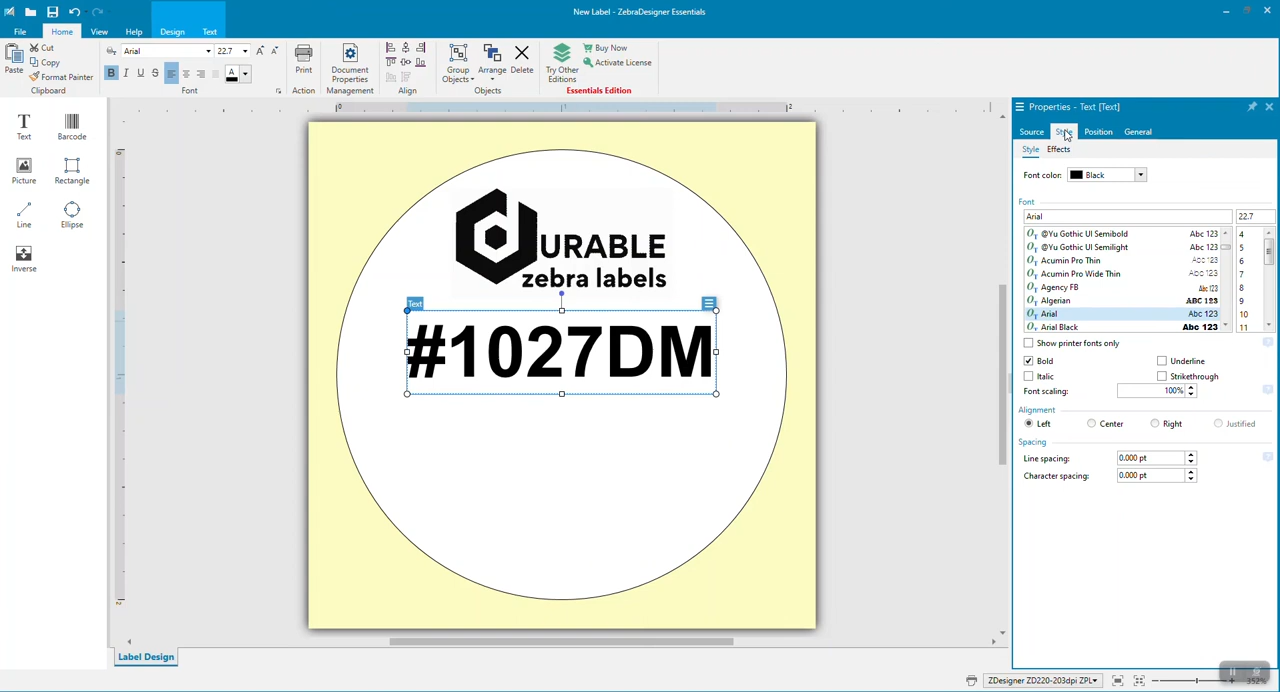 New Label - ZebraDesigner Essentials
File Home View Help Design Text
Paste Cut Copy Format Painter
Clipboard
Arial 22.7
B I U S A
Font
Print
Action
Document Properties
Management
Align
Group Objects Arrange Delete
Objects
Try Other Editions Buy Now Activate License
Essentials Edition
Text Barcode
Picture Rectangle
Line Ellipse
Inverse
0 1 2
0
2
dURABLE
zebra labels
Text
#1027DM
Label Design
Properties - Text [Text]
Source Style Position General
Style Effects
Font color: Black
Font
Arial 22.7
@Yu Gothic UI Semibold Abc 123 4
@Yu Gothic UI Semilight Abc 123 5
Acumin Pro Thin Abc 123 6
Acumin Pro Wide Thin Abc 123 7
Agency FB Abc 123 8
Algerian ABC 123 9
Arial Abc 123 10
Arial Black Abc 123 11
Show printer fonts only
Bold Underline
Italic Strikethrough
Font scaling: 100%
Alignment
Left Center Right Justified
Spacing
Line spacing: 0.000 pt
Character spacing: 0.000 pt
ZDesigner ZD220-203dpi ZPL 352%